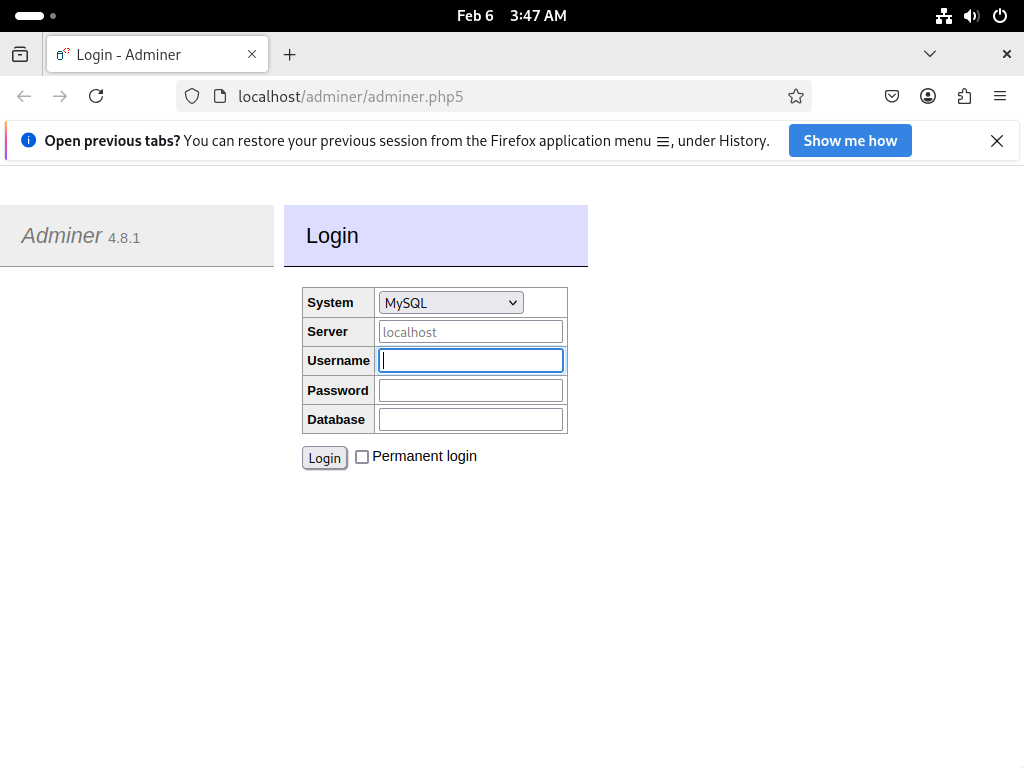 Feb 6 3:47 AM
Login - Adminer
localhost/adminer/adminer.php5
Open previous tabs? You can restore your previous session from the Firefox application menu ☰, under History.
Show me how
Adminer 4.8.1
Login
System MySQL
Server localhost
Username
Password
Database
Login Permanent login